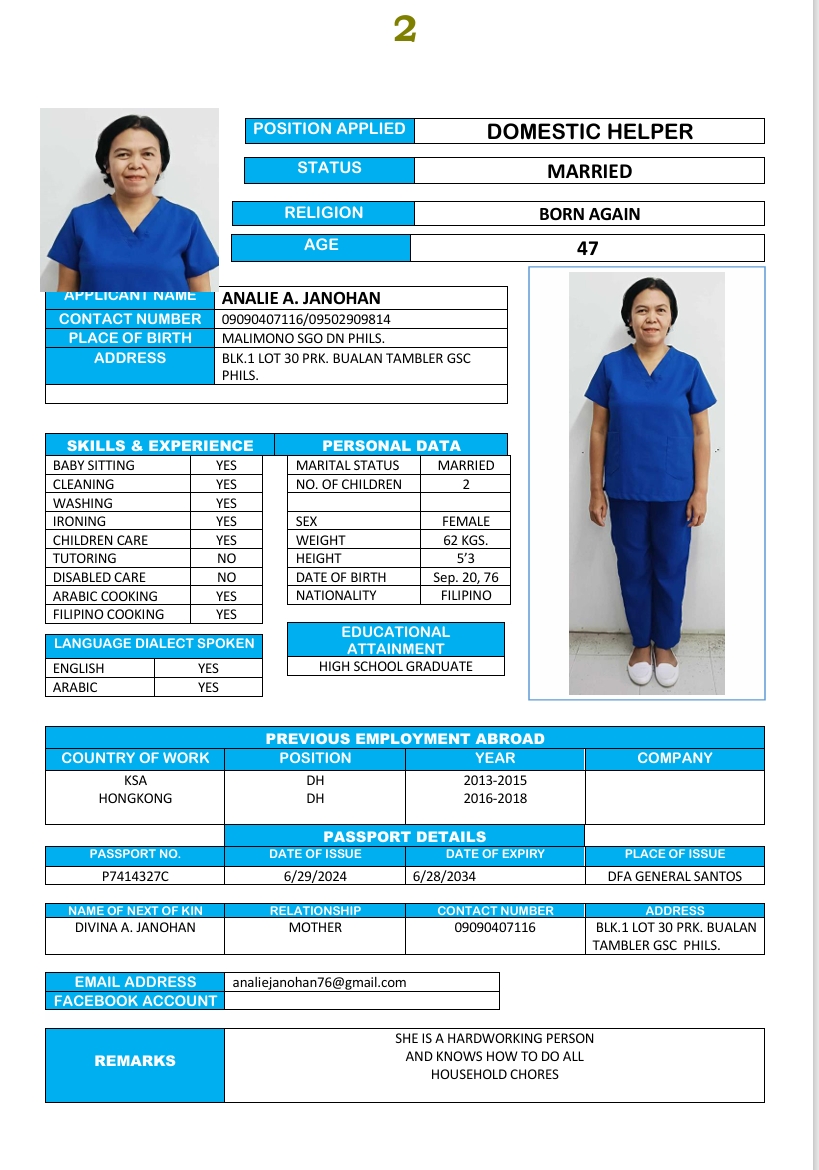 2
POSITION APPLIED DOMESTIC HELPER
STATUS MARRIED
RELIGION BORN AGAIN
AGE 47
APPLICANT NAME ANALIE A. JANOHAN
CONTACT NUMBER 09090407116/09502909814
PLACE OF BIRTH MALIMONO SGO DN PHILS.
ADDRESS BLK.1 LOT 30 PRK. BUALAN TAMBLER GSC
PHILS.
SKILLS & EXPERIENCE PERSONAL DATA
BABY SITTING YES MARITAL STATUS MARRIED
CLEANING YES NO. OF CHILDREN 2
WASHING YES
IRONING YES SEX FEMALE
CHILDREN CARE YES WEIGHT 62 KGS.
TUTORING NO HEIGHT 5'3
DISABLED CARE NO DATE OF BIRTH Sep. 20, 76
ARABIC COOKING YES NATIONALITY FILIPINO
FILIPINO COOKING YES
LANGUAGE DIALECT SPOKEN
ENGLISH YES
ARABIC YES
EDUCATIONAL
ATTAINMENT
HIGH SCHOOL GRADUATE
PREVIOUS EMPLOYMENT ABROAD
COUNTRY OF WORK POSITION YEAR COMPANY
KSA DH 2013-2015
HONGKONG DH 2016-2018
PASSPORT DETAILS
PASSPORT NO. DATE OF ISSUE DATE OF EXPIRY PLACE OF ISSUE
P7414327C 6/29/2024 6/28/2034 DFA GENERAL SANTOS
NAME OF NEXT OF KIN RELATIONSHIP CONTACT NUMBER ADDRESS
DIVINA A. JANOHAN MOTHER 09090407116 BLK.1 LOT 30 PRK. BUALAN
TAMBLER GSC PHILS.
EMAIL ADDRESS analiejanohan76@gmail.com
FACEBOOK ACCOUNT
REMARKS
SHE IS A HARDWORKING PERSON
AND KNOWS HOW TO DO ALL
HOUSEHOLD CHORES